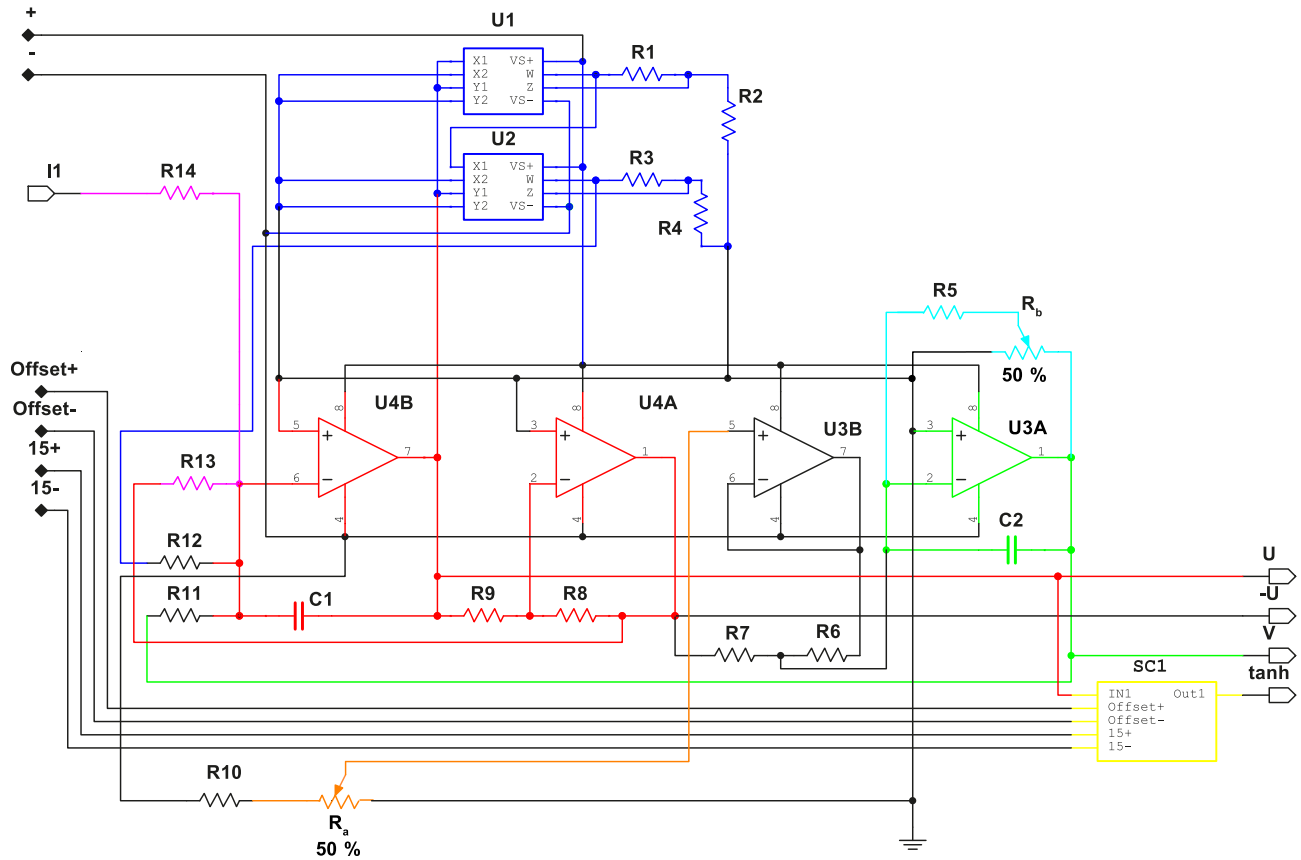 +
-
U1
X1 VS+
X2 W
Y1 Z
Y2 VS-
R1
R2
U2
X1 VS+
X2 W
Y1 Z
Y2 VS-
R3
R4
I1
R14
R5
Rb
50 %
Offset+
Offset-
15+
15-
U4B
8
5
+
7
6
−
4
U4A
8
3
+
1
2
−
4
U3B
8
5
+
7
6
−
4
U3A
8
3
+
1
2
−
4
R13
R12
R11
C1
R9
R8
C2
R7
R6
U
-U
V
tanh
SC1
IN1 Out1
Offset+
Offset-
15+
15-
R10
Ra
50 %